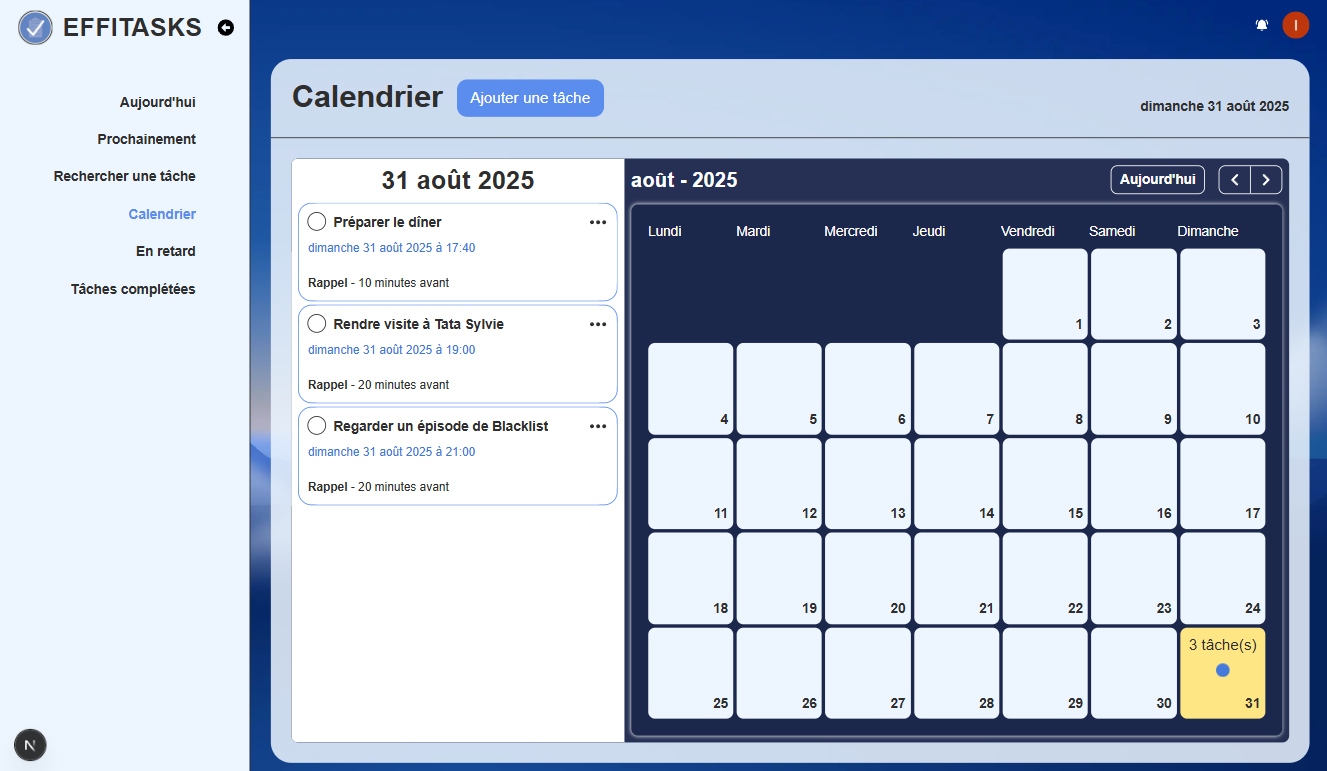 EFFITASKS
Aujourd'hui
Prochainement
Rechercher une tâche
Calendrier
En retard
Tâches complétées
N
I
Calendrier
Ajouter une tâche
dimanche 31 août 2025
31 août 2025
Préparer le dîner
dimanche 31 août 2025 à 17:40
Rappel - 10 minutes avant
Rendre visite à Tata Sylvie
dimanche 31 août 2025 à 19:00
Rappel - 20 minutes avant
Regarder un épisode de Blacklist
dimanche 31 août 2025 à 21:00
Rappel - 20 minutes avant
août - 2025
Aujourd'hui
Lundi Mardi Mercredi Jeudi Vendredi Samedi Dimanche
1 2 3
4 5 6 7 8 9 10
11 12 13 14 15 16 17
18 19 20 21 22 23 24
3 tâche(s)
25 26 27 28 29 30 31